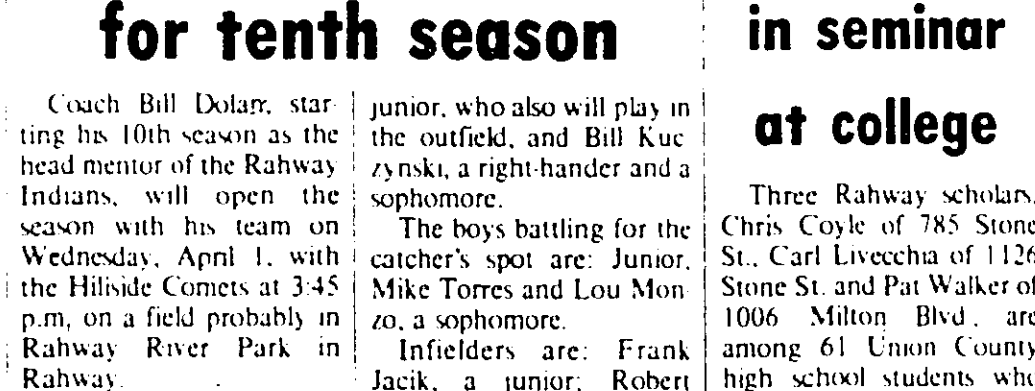 for tenth season
Coach Bill Dolan, star-
ting his 10th season as the
head mentor of the Rahway
Indians, will open the
season with his team on
Wednesday, April 1, with
the Hillside Comets at 3:45
p.m, on a field probably in
Rahway River Park in
Rahway.
junior, who also will play in
the outfield, and Bill Kuc
zynski, a right-hander and a
sophomore.
The boys battling for the
catcher's spot are: Junior,
Mike Torres and Lou Mon
zo, a sophomore.
Infielders are: Frank
Jacik, a junior; Robert
in seminar
at college
Three Rahway scholars,
Chris Coyle of 785 Stone
St., Carl Livecchia of 1126
Stone St. and Pat Walker of
1006 Milton Blvd., are
among 61 Union County
high school students who